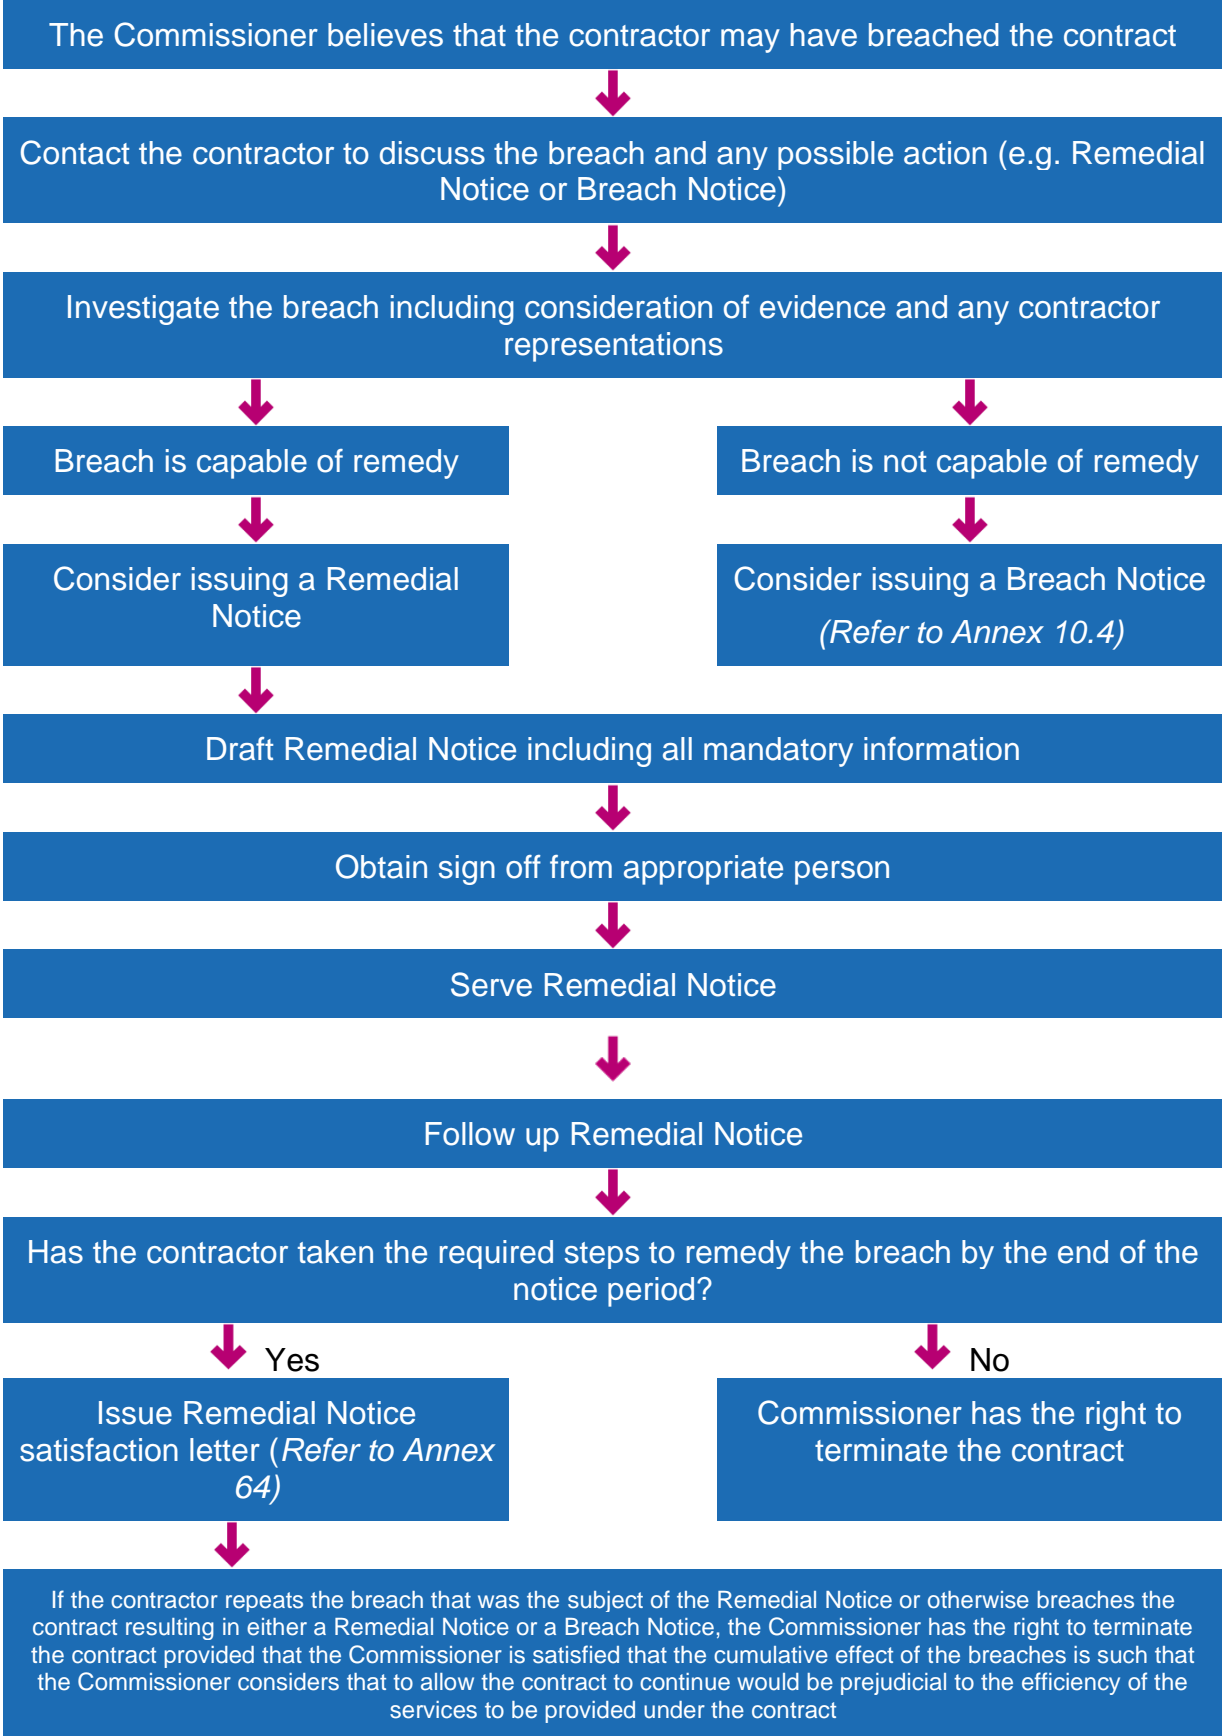 The Commissioner believes that the contractor may have breached the contract
Contact the contractor to discuss the breach and any possible action (e.g. Remedial
Notice or Breach Notice)
Investigate the breach including consideration of evidence and any contractor
representations
Breach is capable of remedy
Breach is not capable of remedy
Consider issuing a Remedial
Notice
Consider issuing a Breach Notice
(Refer to Annex 10.4)
Draft Remedial Notice including all mandatory information
Obtain sign off from appropriate person
Serve Remedial Notice
Follow up Remedial Notice
Has the contractor taken the required steps to remedy the breach by the end of the
notice period?
Yes
No
Issue Remedial Notice
satisfaction letter (Refer to Annex
64)
Commissioner has the right to
terminate the contract
If the contractor repeats the breach that was the subject of the Remedial Notice or otherwise breaches the
contract resulting in either a Remedial Notice or a Breach Notice, the Commissioner has the right to terminate
the contract provided that the Commissioner is satisfied that the cumulative effect of the breaches is such that
the Commissioner considers that to allow the contract to continue would be prejudicial to the efficiency of the
services to be provided under the contract